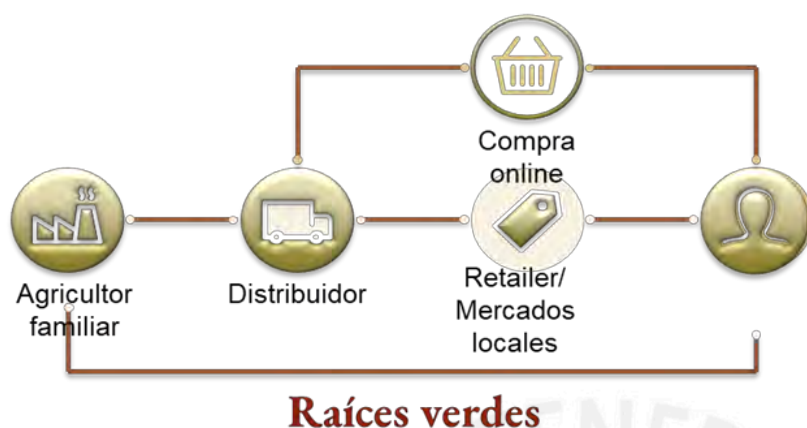 Compra
online
Agricultor
familiar
Distribuidor
Retailer/
Mercados
locales
Raíces verdes